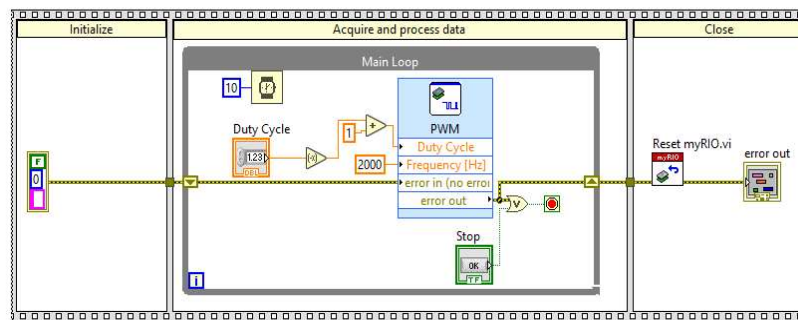 Initialize
Acquire and process data
Close
Main Loop
10
Duty Cycle
1.23
DBL
1
PWM
Duty Cycle
2000
Frequency [Hz]
error in (no erro
error out
F
0
Reset myRIO.vi
myRIO
error out
Stop
OK
TF
i